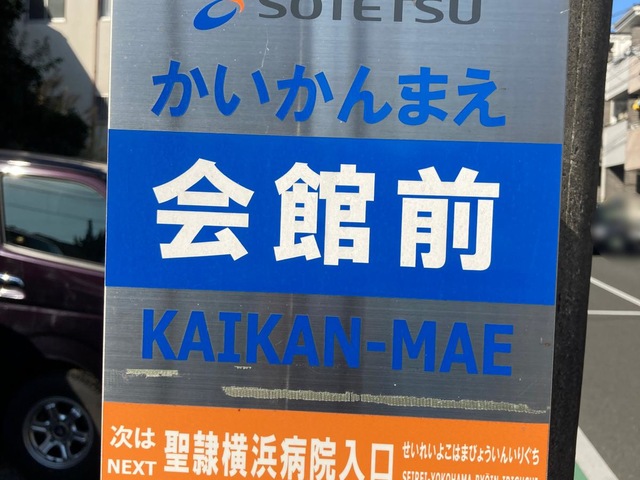 SOTETSU
かいかんまえ
会館前
KAIKAN-MAE
次は 聖隷横浜病院入口 せいれいよこはまびょういんいりぐち
NEXT SEIREI-YOKOHAMA BYŌIN IRIGUCHI